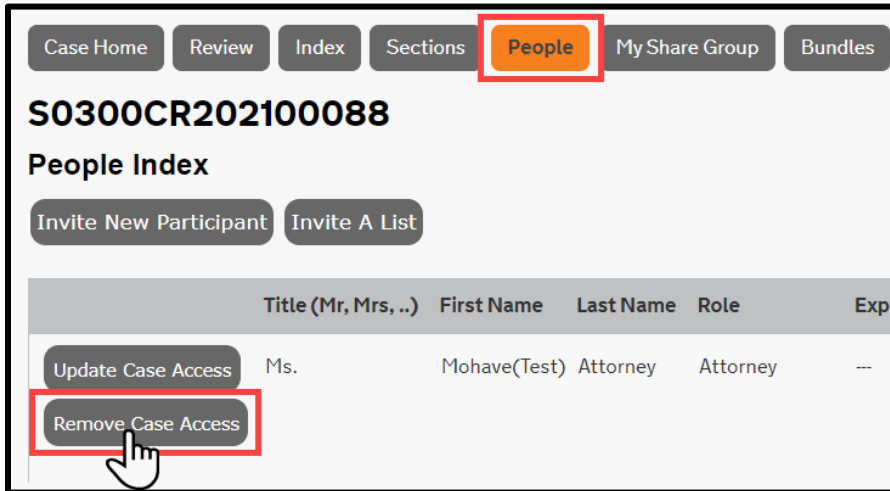 Case Home Review Index Sections People My Share Group Bundles
S0300CR202100088
People Index
Invite New Participant Invite A List
Title (Mr, Mrs, ..) First Name Last Name Role Exp
Update Case Access Ms. Mohave(Test) Attorney Attorney ---
Remove Case Access